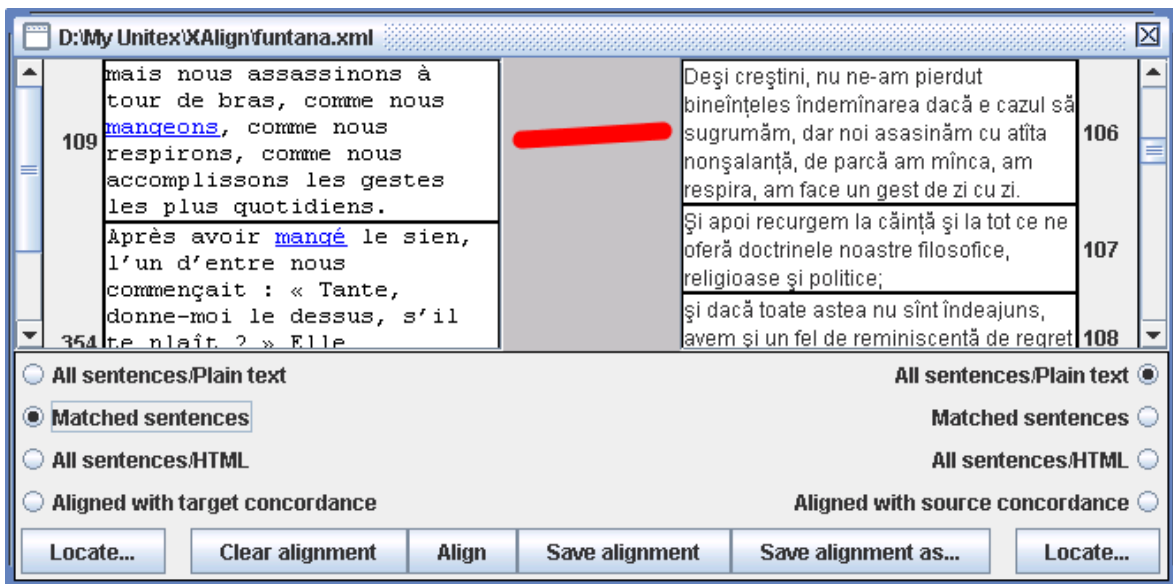 D:\My Unitex\XAlign\funtana.xml
mais nous assassinons à
tour de bras, comme nous
109
mangeons, comme nous
respirons, comme nous
accomplissons les gestes
les plus quotidiens.
Après avoir mangé le sien,
l'un d'entre nous
commençait : « Tante,
donne-moi le dessus, s'il
354
te plaît ? » Elle
Deşi creştini, nu ne-am pierdut
bineînţeles îndemînarea dacă e cazul să
sugrumăm, dar noi asasinăm cu atîta
106
nonşalanţă, de parcă am mînca, am
respira, am face un gest de zi cu zi.
Şi apoi recurgem la căinţă şi la tot ce ne
oferă doctrinele noastre filosofice,
107
religioase şi politice;
şi dacă toate astea nu sînt îndeajuns,
avem şi un fel de reminiscenţă de regret
108
All sentences/Plain text
All sentences/Plain text
Matched sentences
Matched sentences
All sentences/HTML
All sentences/HTML
Aligned with target concordance
Aligned with source concordance
Locate...
Clear alignment
Align
Save alignment
Save alignment as...
Locate...